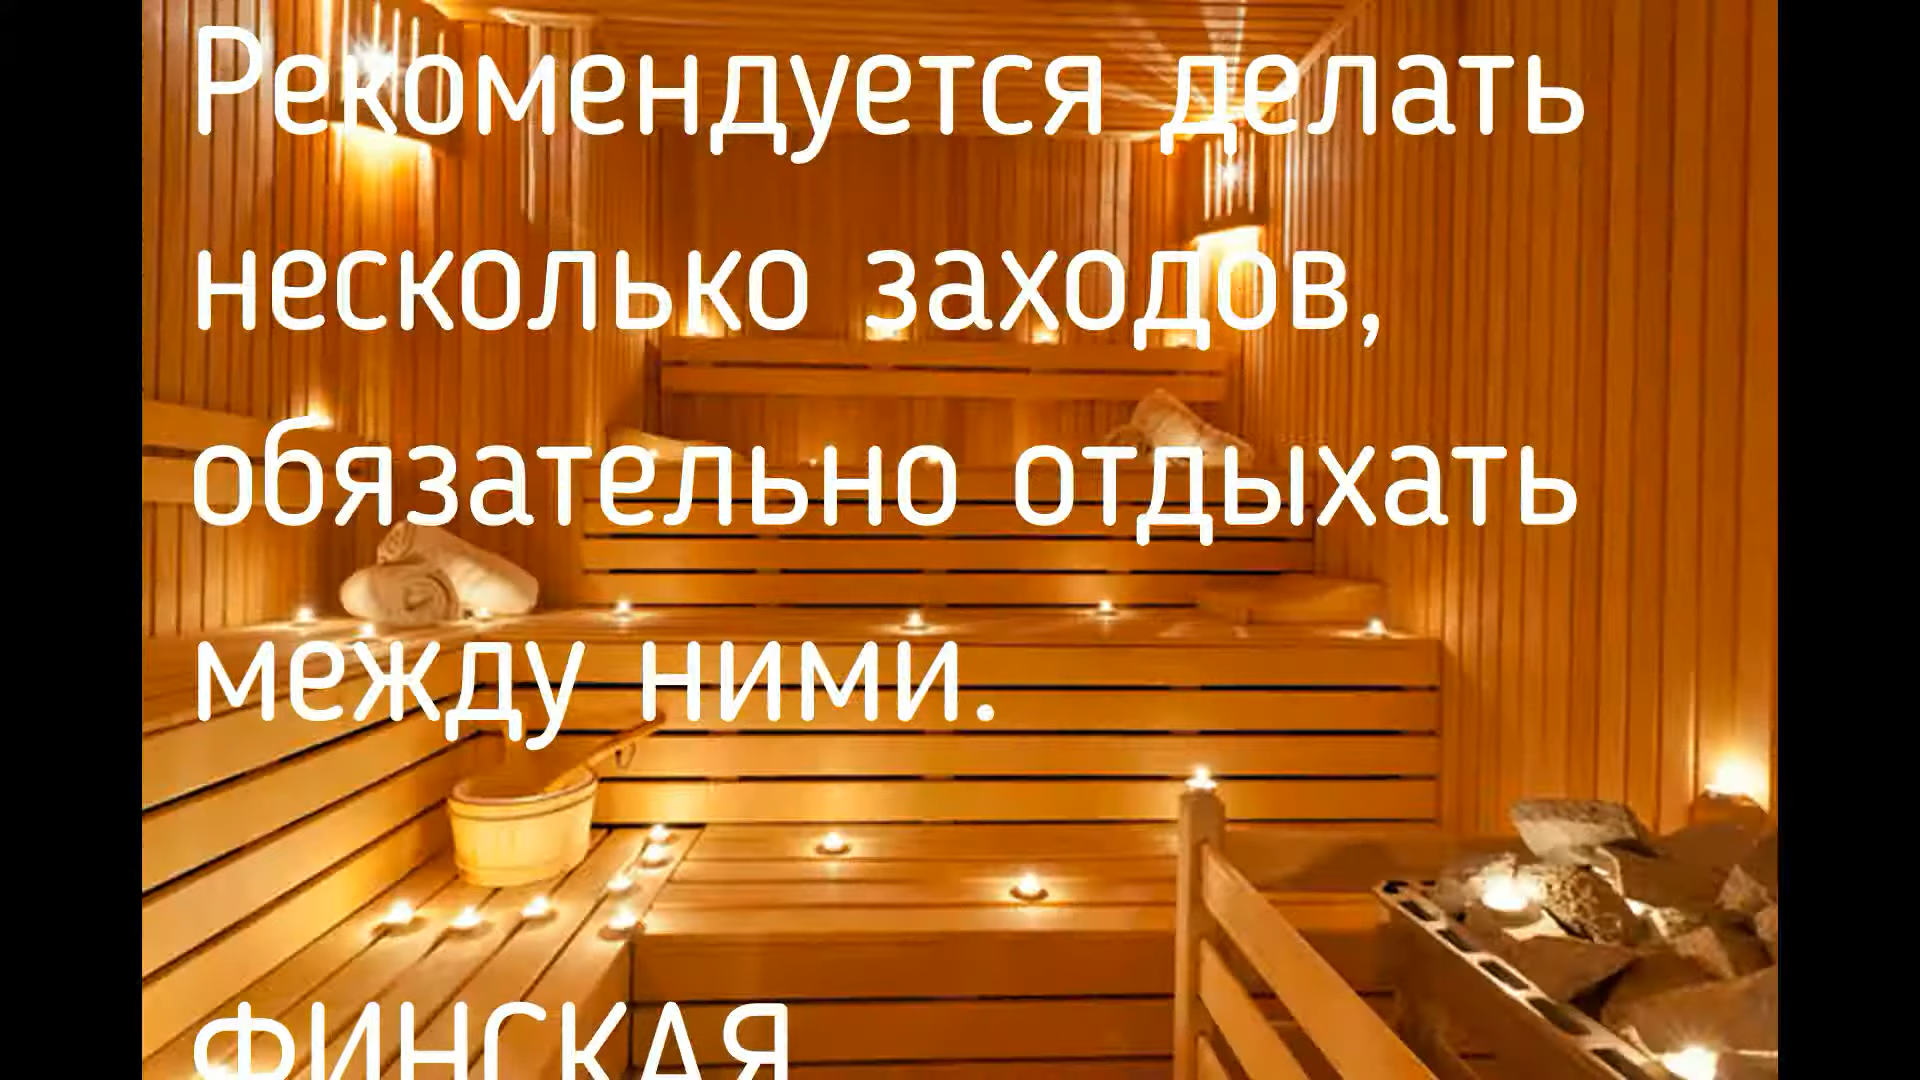 Рекомендуется делать
несколько заходов,
обязательно отдыхать
между ними.
ФИНСКАЯ